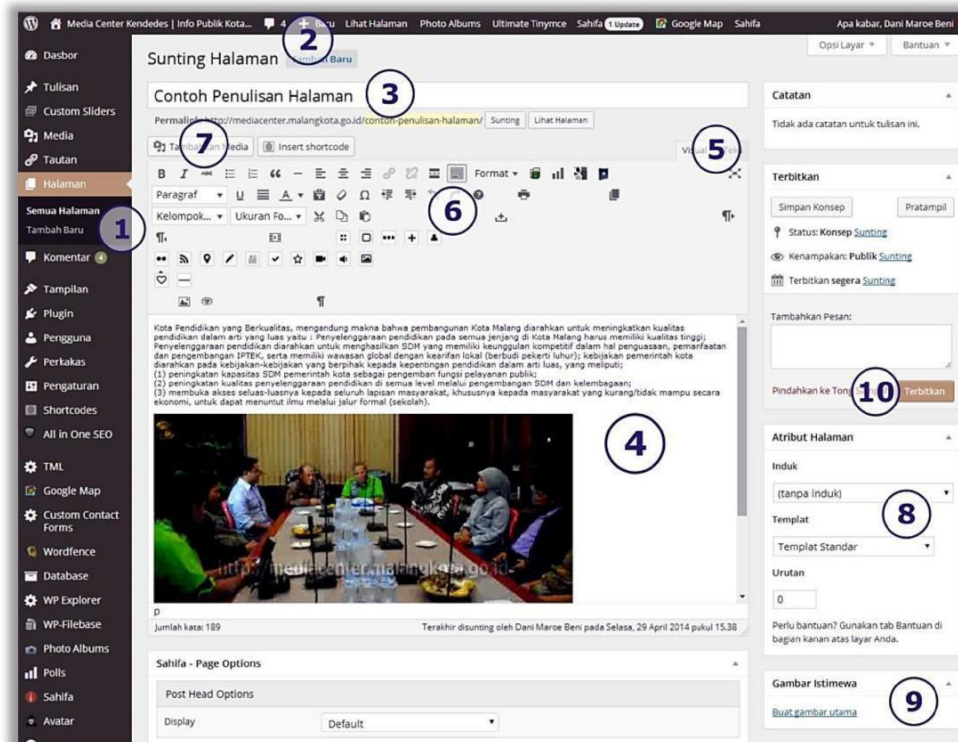 Media Center Kendedes | Info Publik Kota... 4 + Baru Lihat Halaman Photo Albums Ultimate Tinymce Sahifa 1 Update Google Map Sahifa Apa kabar, Dani Maroe Beni
Opsi Layar Bantuan
Dasbor
Tulisan
Custom Sliders
Media
Tautan
Halaman
Semua Halaman
Tambah Baru
Komentar 4
Tampilan
Plugin
Pengguna
Perkakas
Pengaturan
Shortcodes
All in One SEO
TML
Google Map
Custom Contact
Forms
Wordfence
Database
WP Explorer
WP-Filebase
Photo Albums
Polls
Sahifa
Avatar
1
2
Sunting Halaman Tambah Baru
Contoh Penulisan Halaman 3
Permalink: http://mediacenter.malangkota.go.id/contoh-penulisan-halaman/ Sunting Lihat Halaman
7
Media Insert shortcode
5
B I ABC Format
Paragraf U A Ω
6
Kelompok... Ukuran Fo...
Kota Pendidikan yang Berkualitas, mengandung makna bahwa pembangunan Kota Malang diarahkan untuk meningkatkan kualitas
pendidikan dalam arti yang luas yaitu : Penyelenggaraan pendidikan pada semua jenjang di Kota Malang harus memiliki kualitas tinggi;
Penyelenggaraan pendidikan diarahkan untuk menghasilkan SDM yang memiliki keunggulan kompetitif dalam hal penguasaan, pemanfaatan
dan pengembangan IPTEK, serta memiliki wawasan global dengan kearifan lokal (berbudi pekerti luhur); kebijakan pemerintah kota
diarahkan pada kebijakan-kebijakan yang berpihak kepada kepentingan pendidikan dalam arti luas, yang meliputi;
(1) peningkatan kapasitas SDM pemerintah kota sebagai pengemban fungsi pelayanan publik;
(2) peningkatan kualitas penyelenggaraan pendidikan di semua level melalui pengembangan SDM dan kelembagaan;
(3) membuka akses seluas-luasnya kepada seluruh lapisan masyarakat, khususnya kepada masyarakat yang kurang/tidak mampu secara
ekonomi, untuk dapat menuntut ilmu melalui jalur formal (sekolah).
4
http://mediacenter.malangkota.go.id
p
Jumlah kata: 189 Terakhir disunting oleh Dani Maroe Beni pada Selasa, 29 April 2014 pukul 15.38
Sahifa - Page Options
Post Head Options
Display Default
Catatan
Tidak ada catatan untuk tulisan ini.
Terbitkan
Simpan Konsep Pratampil
Status: Konsep Sunting
Kenampakan: Publik Sunting
Terbitkan segera Sunting
Tambahkan Pesan:
Pindahkan ke Tong 10 Terbitkan
Atribut Halaman
Induk
(tanpa induk)
8
Templat
Templat Standar
Urutan
0
Perlu bantuan? Gunakan tab Bantuan di
bagian kanan atas layar Anda.
Gambar Istimewa
9
Buat gambar utama